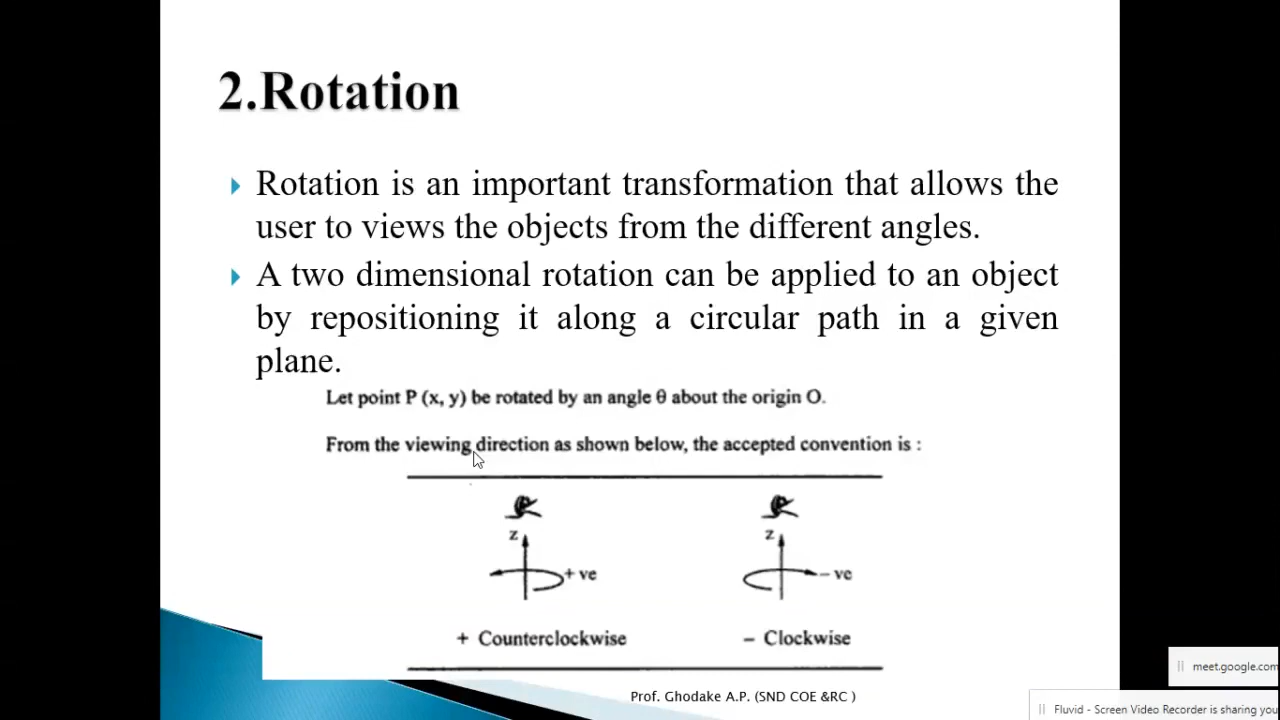 2.Rotation
Rotation is an important transformation that allows the
user to views the objects from the different angles.
A two dimensional rotation can be applied to an object
by repositioning it along a circular path in a given
plane.
Let point P (x, y) be rotated by an angle θ about the origin O.
From the viewing direction as shown below, the accepted convention is :
z z
+ ve – ve
+ Counterclockwise – Clockwise
meet.google.com
Prof. Ghodake A.P. (SND COE &RC )
Fluvid - Screen Video Recorder is sharing you